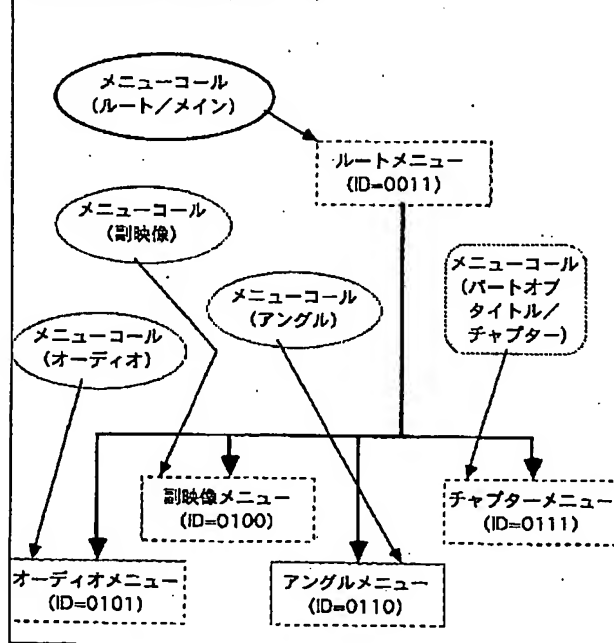 メニューコール
(ルート/メイン)
ルートメニュー
(ID=0011)
メニューコール
(副映像)
メニューコール
(アングル)
メニューコール
(パートオブ
タイトル/
チャプター)
メニューコール
(オーディオ)
副映像メニュー
(ID=0100)
チャプターメニュー
(ID=0111)
オーディオメニュー
(ID=0101)
アングルメニュー
(ID=0110)